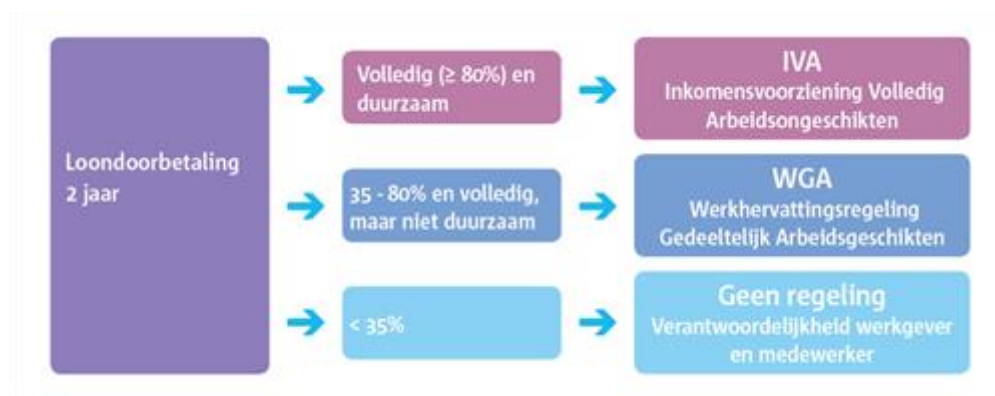 Loondoorbetaling
2 jaar
Volledig (≥ 80%) en
duurzaam
IVA
Inkomensvoorziening Volledig
Arbeidsongeschikten
35 - 80% en volledig,
maar niet duurzaam
WGA
Werkhervattingsregeling
Gedeeltelijk Arbeidsgeschikten
< 35%
Geen regeling
Verantwoordelijkheid werkgever
en medewerker